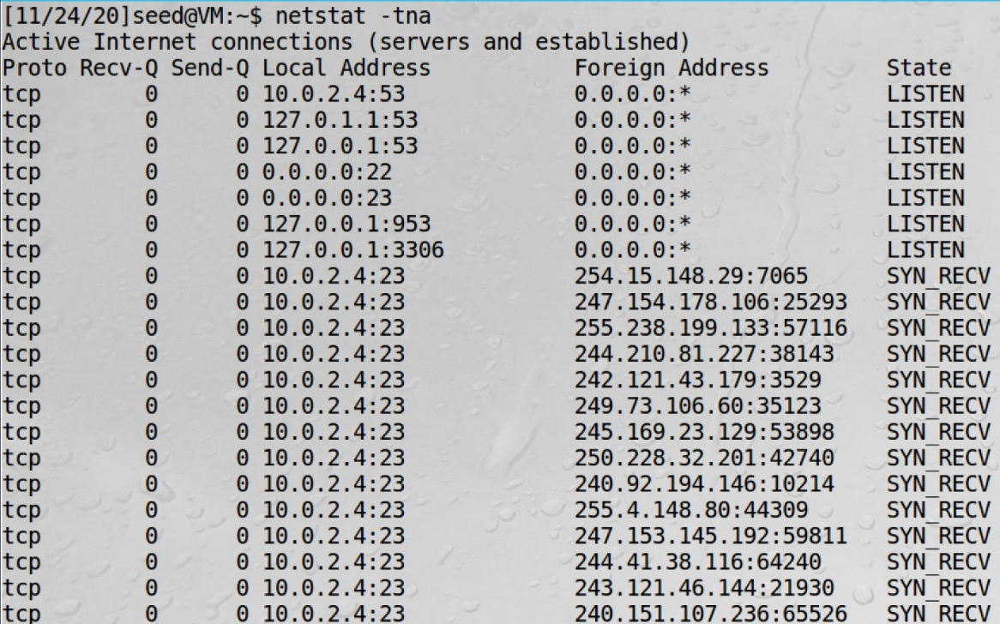 [11/24/20]seed@VM:~$ netstat -tna
Active Internet connections (servers and established)
Proto Recv-Q Send-Q Local Address           Foreign Address         State
tcp        0      0 10.0.2.4:53             0.0.0.0:*               LISTEN
tcp        0      0 127.0.1.1:53            0.0.0.0:*               LISTEN
tcp        0      0 127.0.0.1:53            0.0.0.0:*               LISTEN
tcp        0      0 0.0.0.0:22              0.0.0.0:*               LISTEN
tcp        0      0 0.0.0.0:23              0.0.0.0:*               LISTEN
tcp        0      0 127.0.0.1:953           0.0.0.0:*               LISTEN
tcp        0      0 127.0.0.1:3306          0.0.0.0:*               LISTEN
tcp        0      0 10.0.2.4:23             254.15.148.29:7065      SYN_RECV
tcp        0      0 10.0.2.4:23             247.154.178.106:25293   SYN_RECV
tcp        0      0 10.0.2.4:23             255.238.199.133:57116   SYN_RECV
tcp        0      0 10.0.2.4:23             244.210.81.227:38143    SYN_RECV
tcp        0      0 10.0.2.4:23             242.121.43.179:3529     SYN_RECV
tcp        0      0 10.0.2.4:23             249.73.106.60:35123     SYN_RECV
tcp        0      0 10.0.2.4:23             245.169.23.129:53898    SYN_RECV
tcp        0      0 10.0.2.4:23             250.228.32.201:42740    SYN_RECV
tcp        0      0 10.0.2.4:23             240.92.194.146:10214    SYN_RECV
tcp        0      0 10.0.2.4:23             255.4.148.80:44309      SYN_RECV
tcp        0      0 10.0.2.4:23             247.153.145.192:59811   SYN_RECV
tcp        0      0 10.0.2.4:23             244.41.38.116:64240     SYN_RECV
tcp        0      0 10.0.2.4:23             243.121.46.144:21930    SYN_RECV
tcp        0      0 10.0.2.4:23             240.151.107.236:65526   SYN_RECV